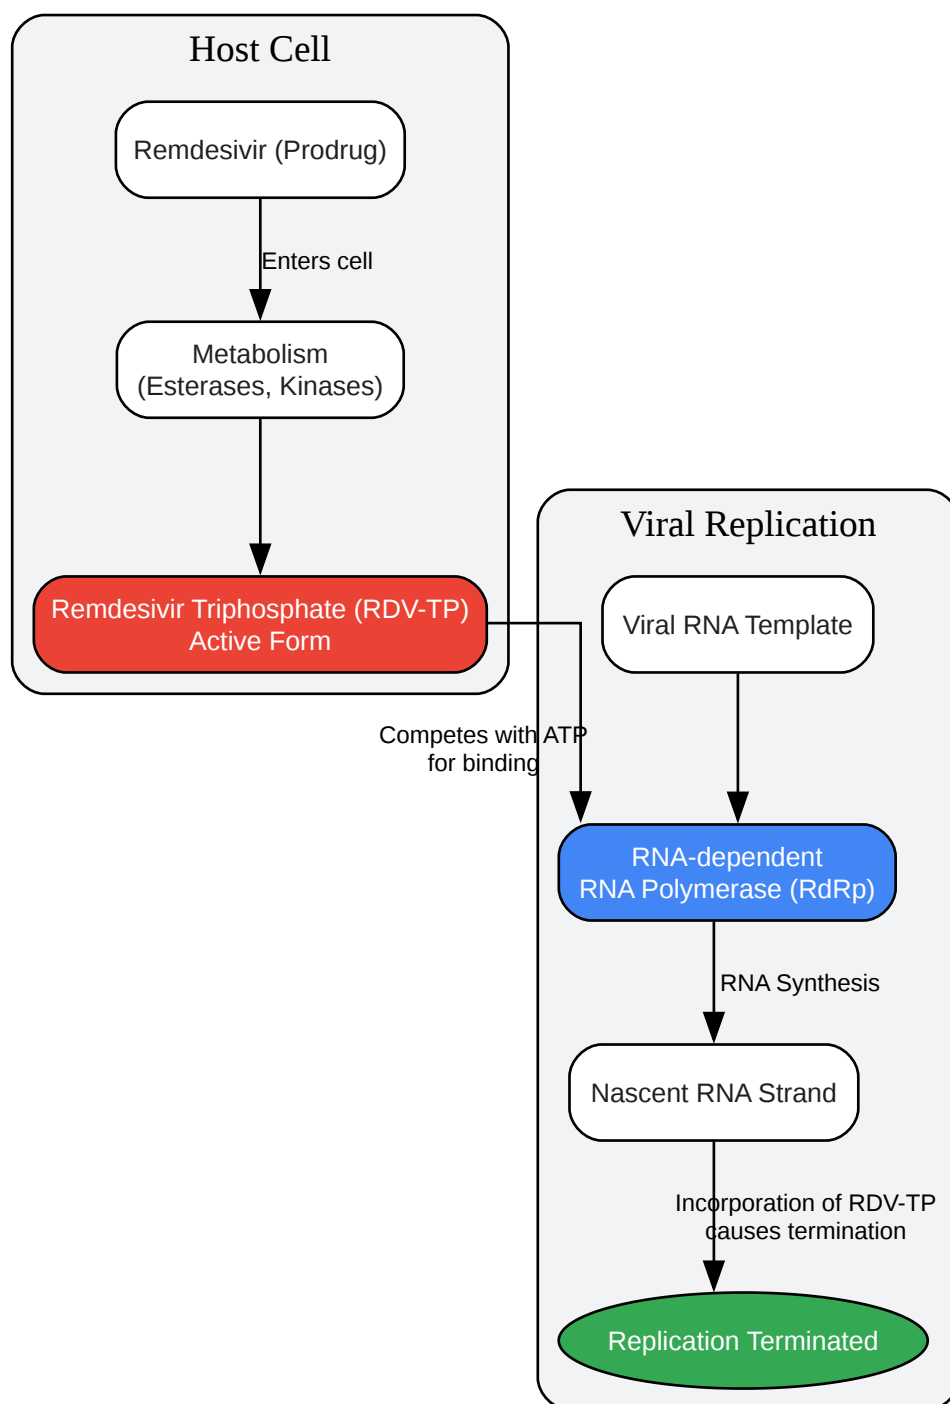 Host Cell
Remdesivir (Prodrug)
Enters cell
Metabolism
(Esterases, Kinases)
Remdesivir Triphosphate (RDV-TP)
Active Form
Competes with ATP
for binding
Viral Replication
Viral RNA Template
RNA-dependent
RNA Polymerase (RdRp)
RNA Synthesis
Nascent RNA Strand
Incorporation of RDV-TP
causes termination
Replication Terminated